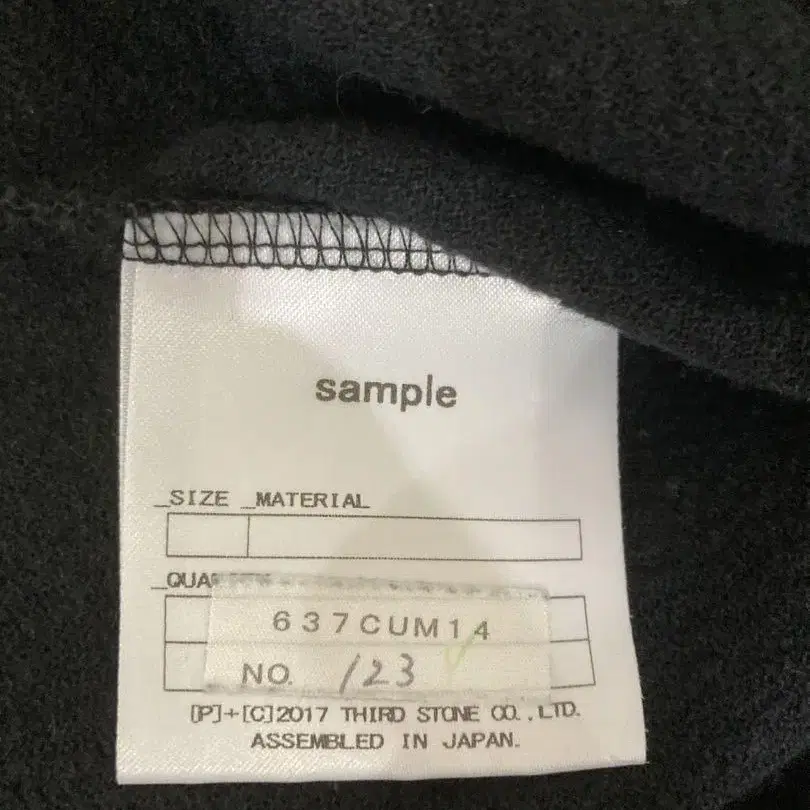 sample
_SIZE _MATERIAL
637CUM14
NO. 123
[P]+[C]2017 THIRD STONE CO.,LTD.
ASSEMBLED IN JAPAN.